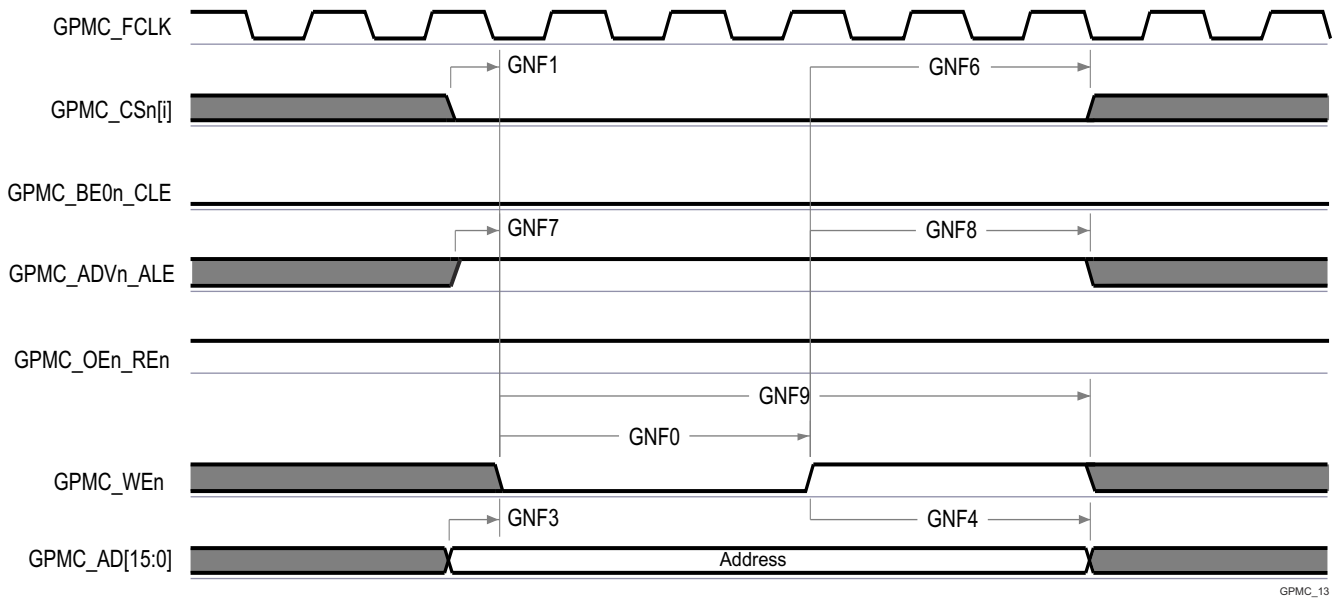 GPMC_FCLK
GNF1
GNF6
GPMC_CSn[i]
GPMC_BE0n_CLE
GNF7
GNF8
GPMC_ADVn_ALE
GPMC_OEn_REn
GNF9
GNF0
GPMC_WEn
GNF3
GNF4
GPMC_AD[15:0]
Address
GPMC_13